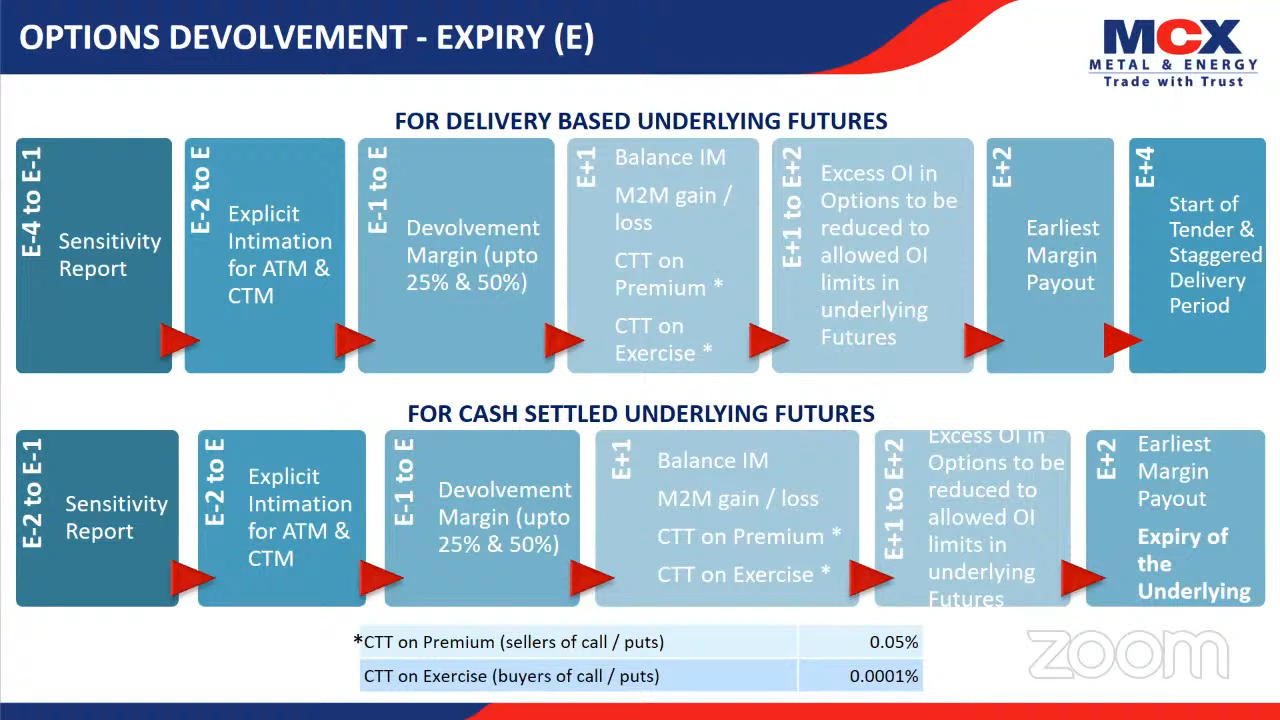 OPTIONS DEVOLVEMENT - EXPIRY (E)
MCX
METAL & ENERGY
Trade with Trust
FOR DELIVERY BASED UNDERLYING FUTURES
E-4 to E-1
Sensitivity
Report
E-2 to E
Explicit
Intimation
for ATM &
CTM
E-1 to E
Devolvement
Margin (upto
25% & 50%)
E+1
Balance IM
M2M gain /
loss
CTT on
Premium *
CTT on
Exercise *
E+1 to E+2
Excess OI in
Options to be
reduced to
allowed OI
limits in
underlying
Futures
E+2
Earliest
Margin
Payout
E+4
Start of
Tender &
Staggered
Delivery
Period
FOR CASH SETTLED UNDERLYING FUTURES
E-2 to E-1
Sensitivity
Report
E-2 to E
Explicit
Intimation
for ATM &
CTM
E-1 to E
Devolvement
Margin (upto
25% & 50%)
E+1
Balance IM
M2M gain / loss
CTT on Premium *
CTT on Exercise *
E+1 to E+2
Excess OI in
Options to be
reduced to
allowed OI
limits in
underlying
Futures
E+2
Earliest
Margin
Payout
Expiry of
the
Underlying
*CTT on Premium (sellers of call / puts) 0.05%
CTT on Exercise (buyers of call / puts) 0.0001%
zoom